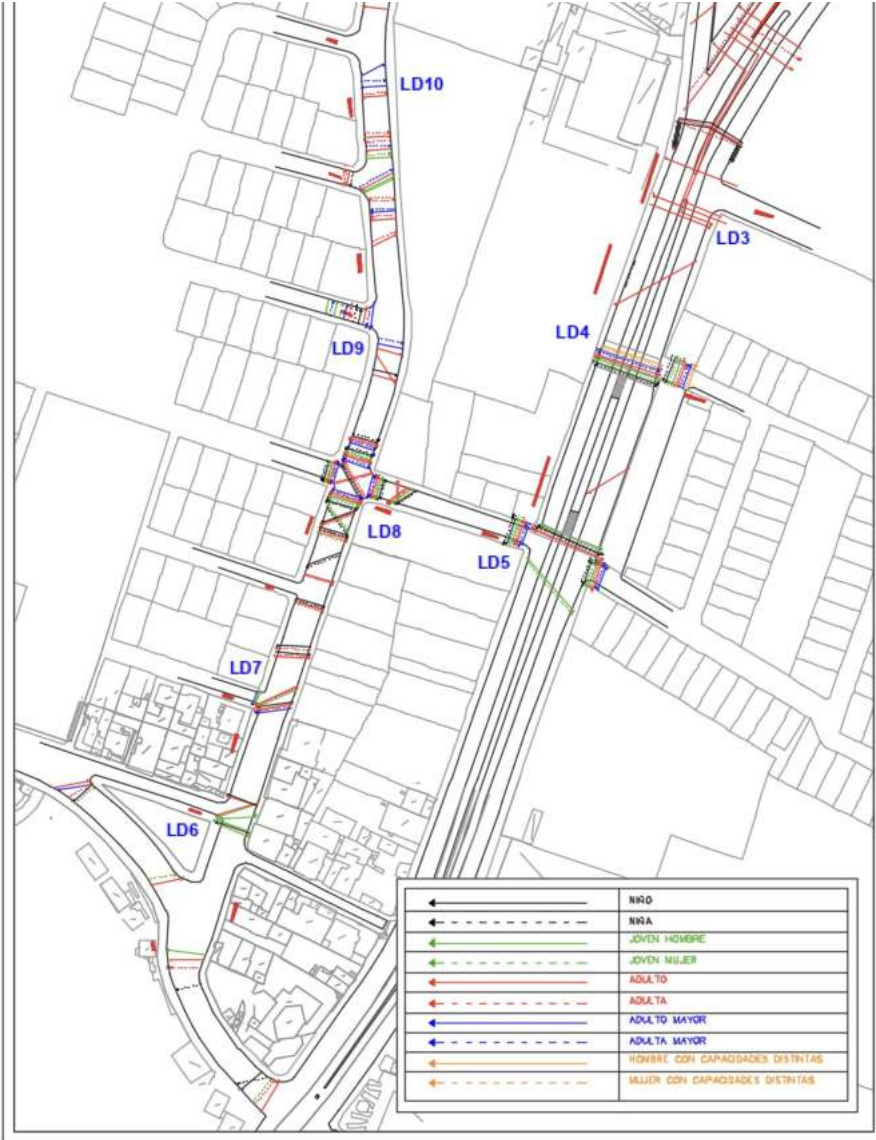 LD10
LD3
LD4
LD9
LD8
LD5
LD7
LD6
NIÑO
NIÑA
JOVEN HOMBRE
JOVEN MUJER
ADULTO
ADULTA
ADULTO MAYOR
ADULTA MAYOR
HOMBRE CON CAPACIDADES DISTINTAS
MUJER CON CAPACIDADES DISTINTAS